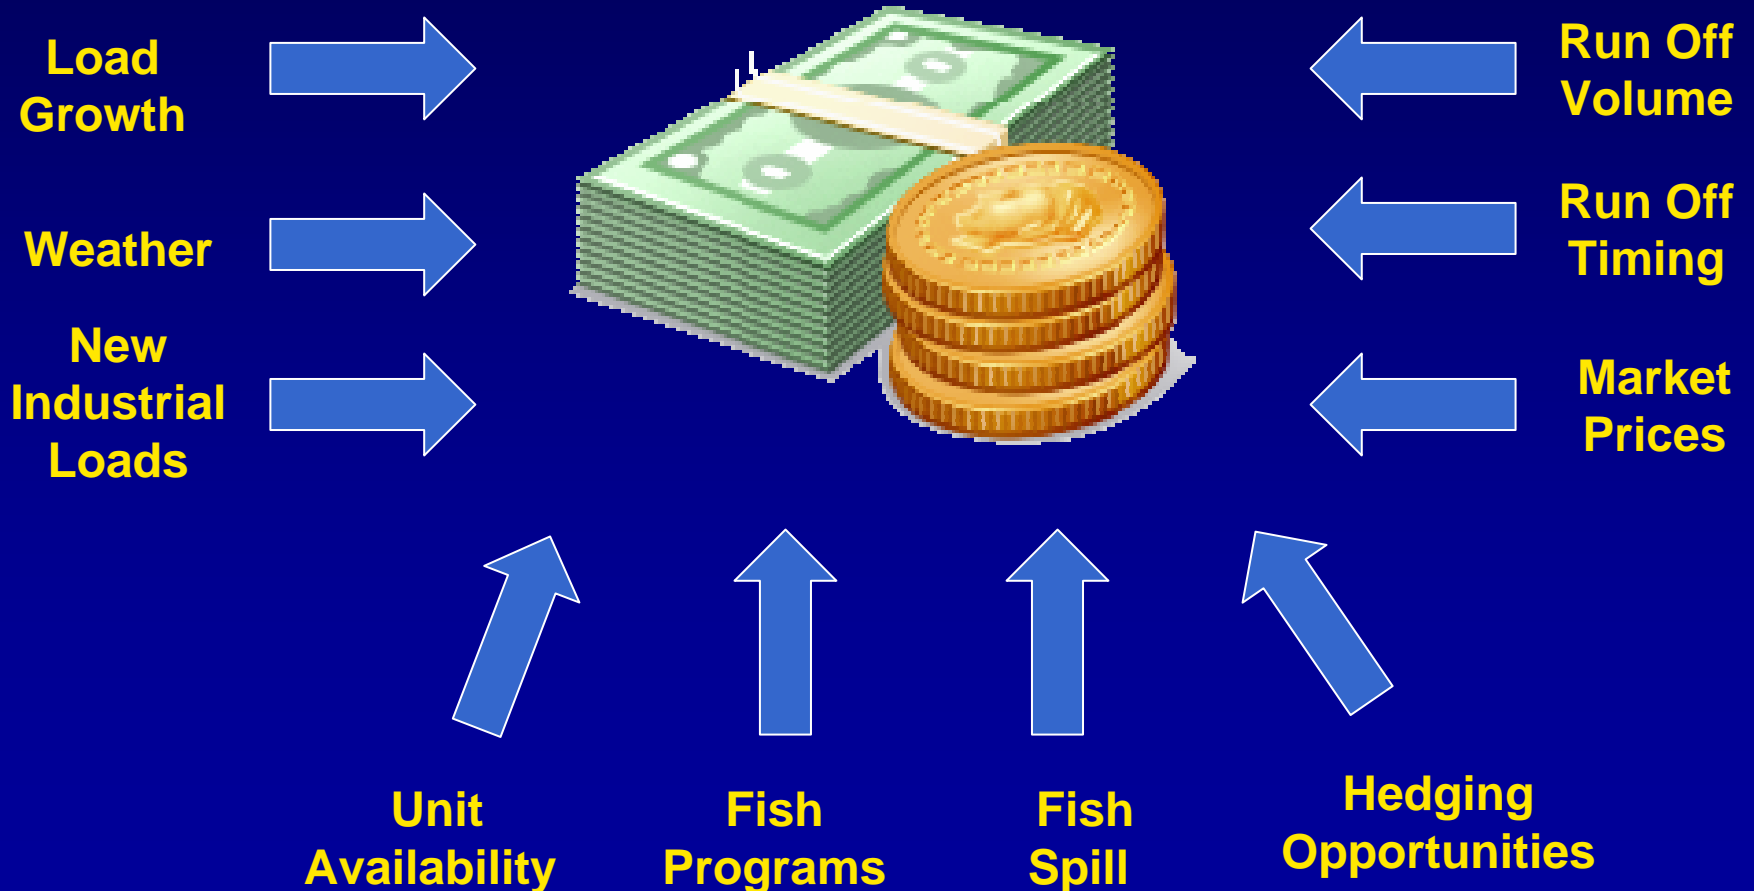 Load
Growth
Weather
New
Industrial
Loads
Run Off
Volume
Run Off
Timing
Market
Prices
Unit
Availability
Fish
Programs
Fish
Spill
Hedging
Opportunities